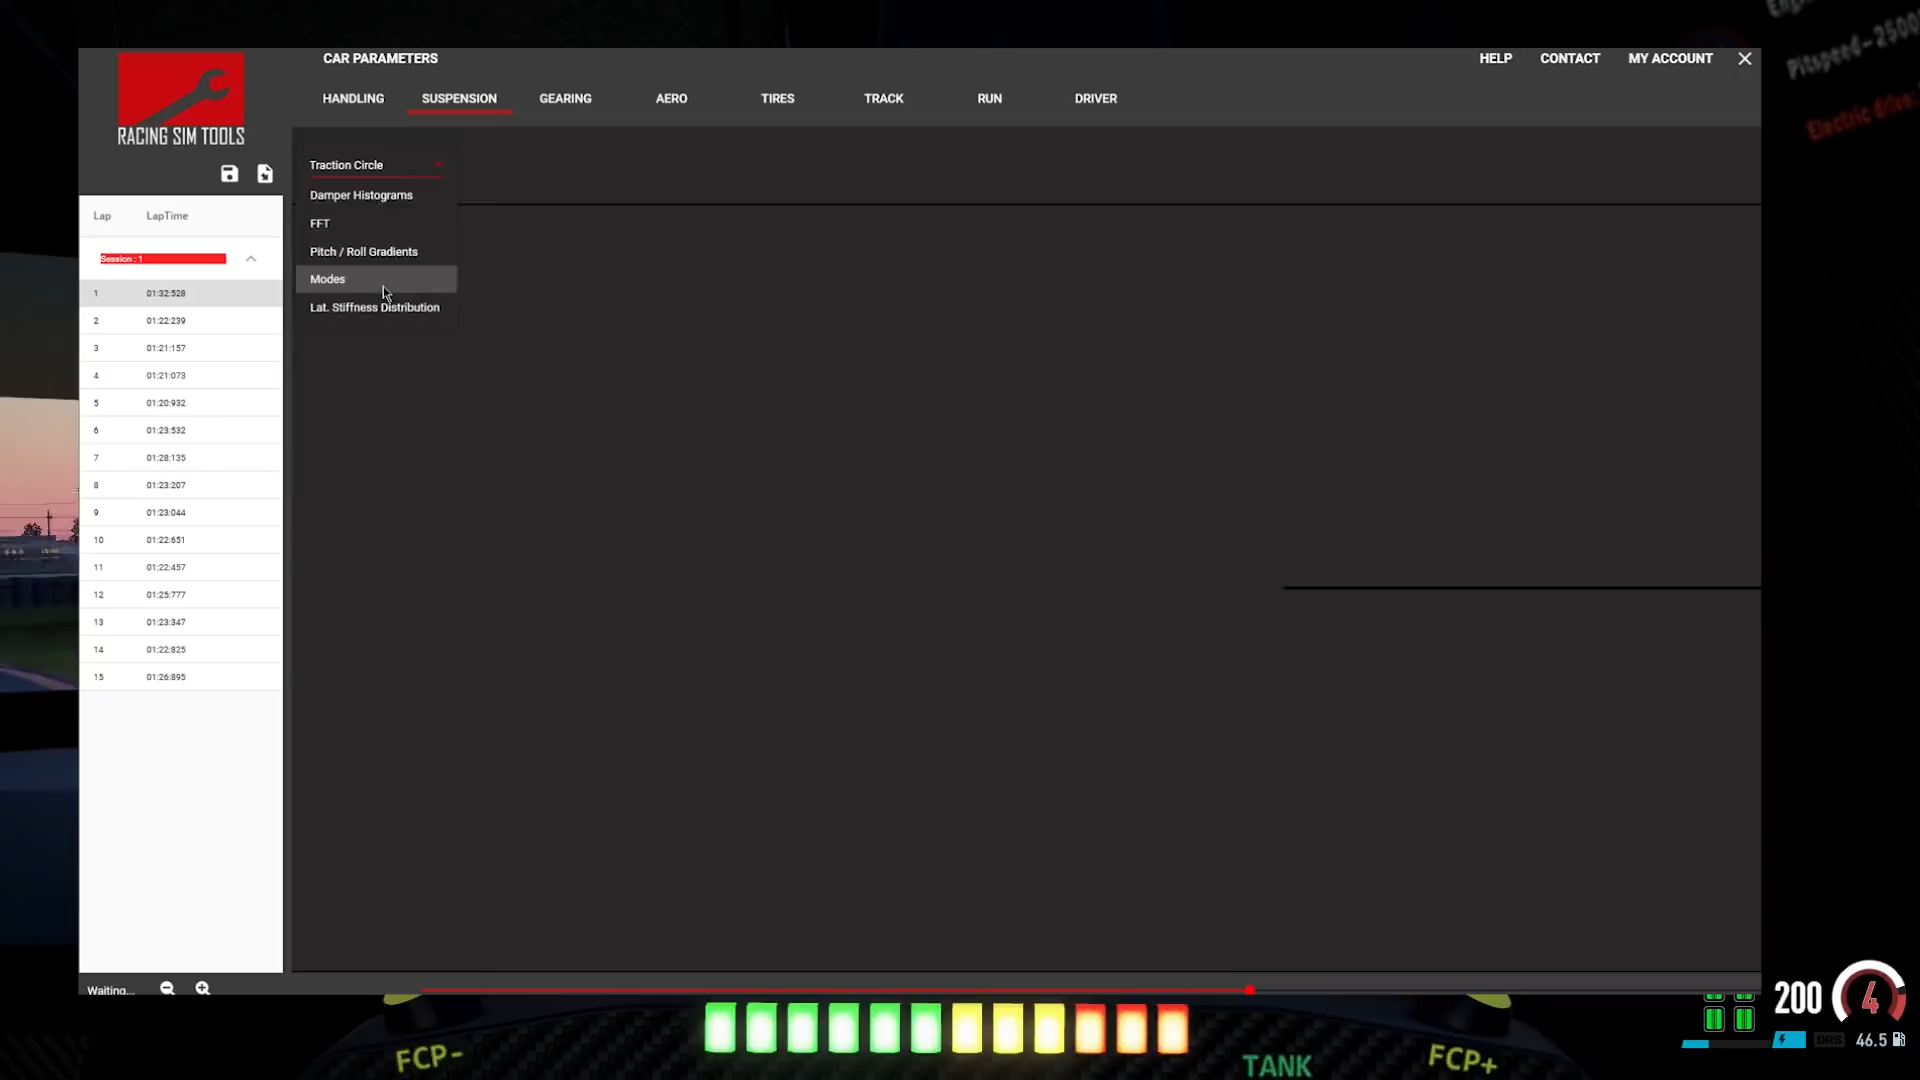 CAR PARAMETERS
HELP CONTACT MY ACCOUNT
HANDLING SUSPENSION GEARING AERO TIRES TRACK RUN DRIVER
RACING SIM TOOLS
Pitspeed - 2500
Electric drive:
Traction Circle
Damper Histograms
FFT
Pitch / Roll Gradients
Modes
Lat. Stiffness Distribution
Lap LapTime
Session : 1
1 01:32:528
2 01:22:239
3 01:21:157
4 01:21:073
5 01:20:932
6 01:23:532
7 01:28:135
8 01:23:207
9 01:23:044
10 01:22:651
11 01:22:457
12 01:25:777
13 01:23:347
14 01:22:825
15 01:26:895
Waiting...
200 4
DRS 46.5
FCP- TANK FCP+